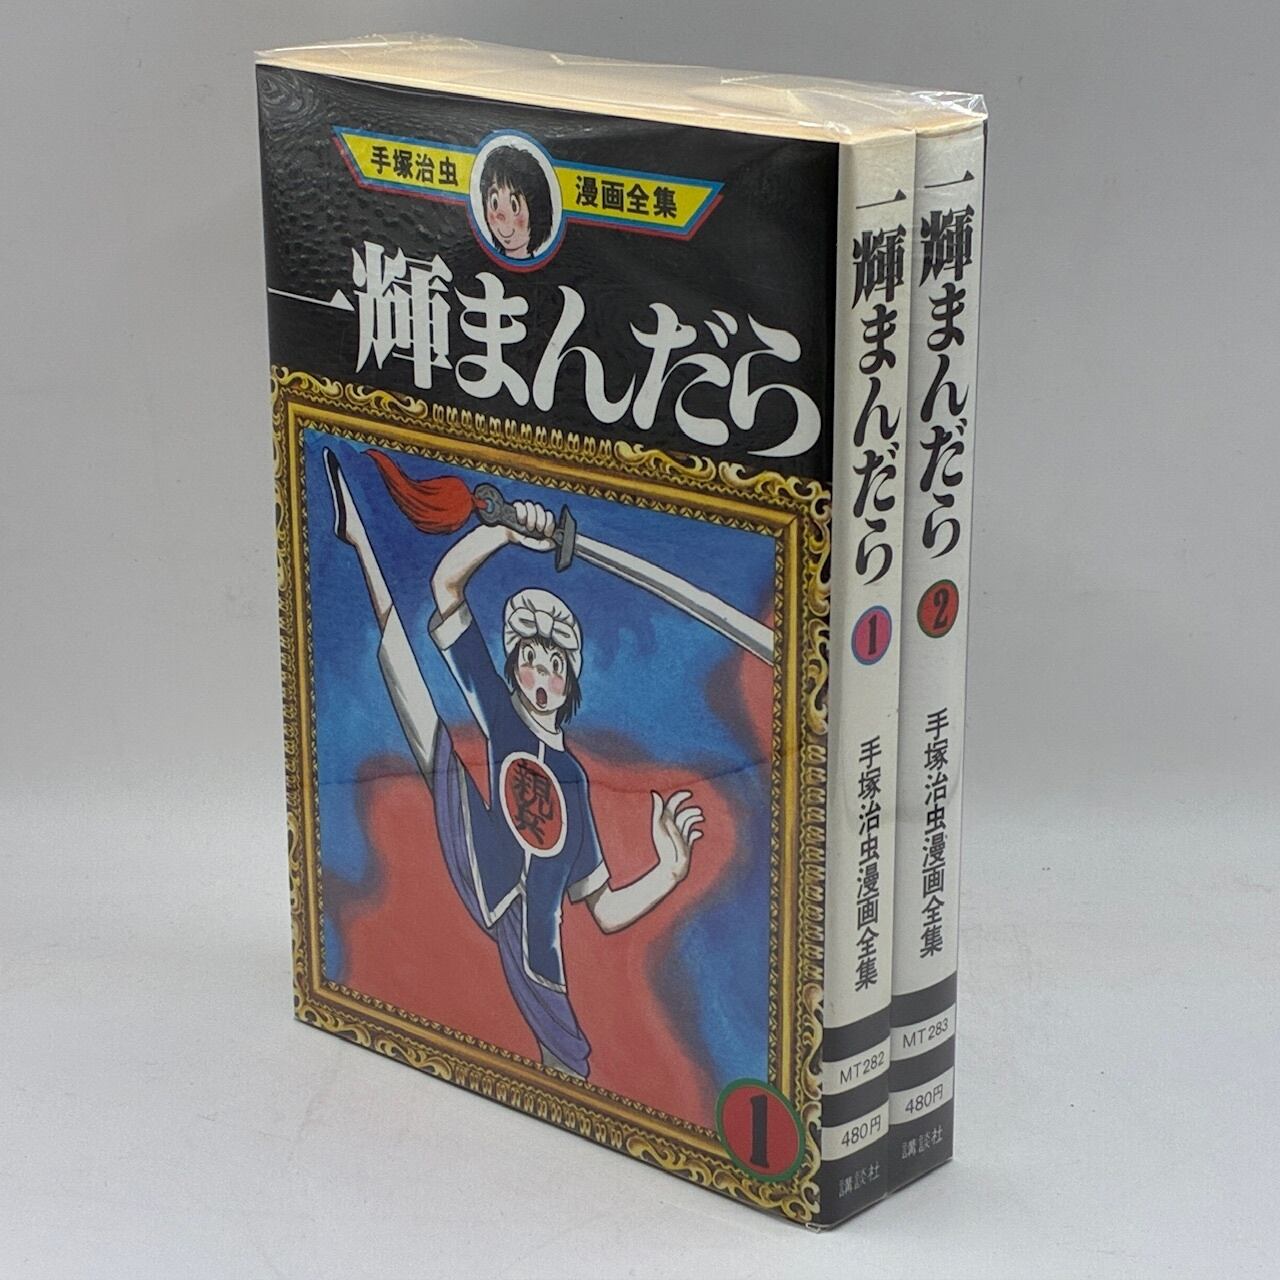 手塚治虫 漫画全集
一輝まんだら
親兵
1
一輝まんだら
1
手塚治虫漫画全集
MT282
480円
講談社
一輝まんだら
2
手塚治虫漫画全集
MT283
480円
講談社